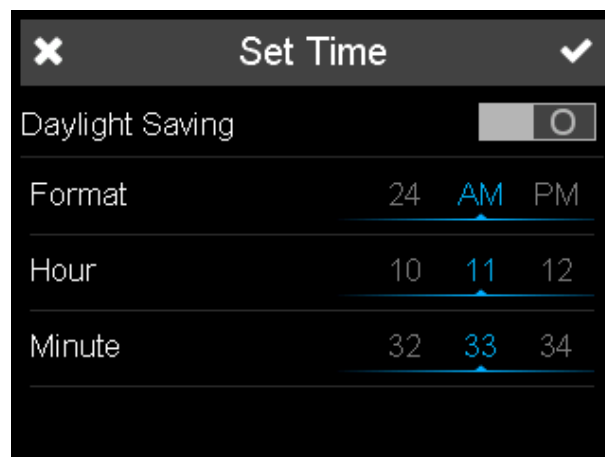 Set Time
Daylight Saving O
Format 24 AM PM
Hour 10 11 12
Minute 32 33 34